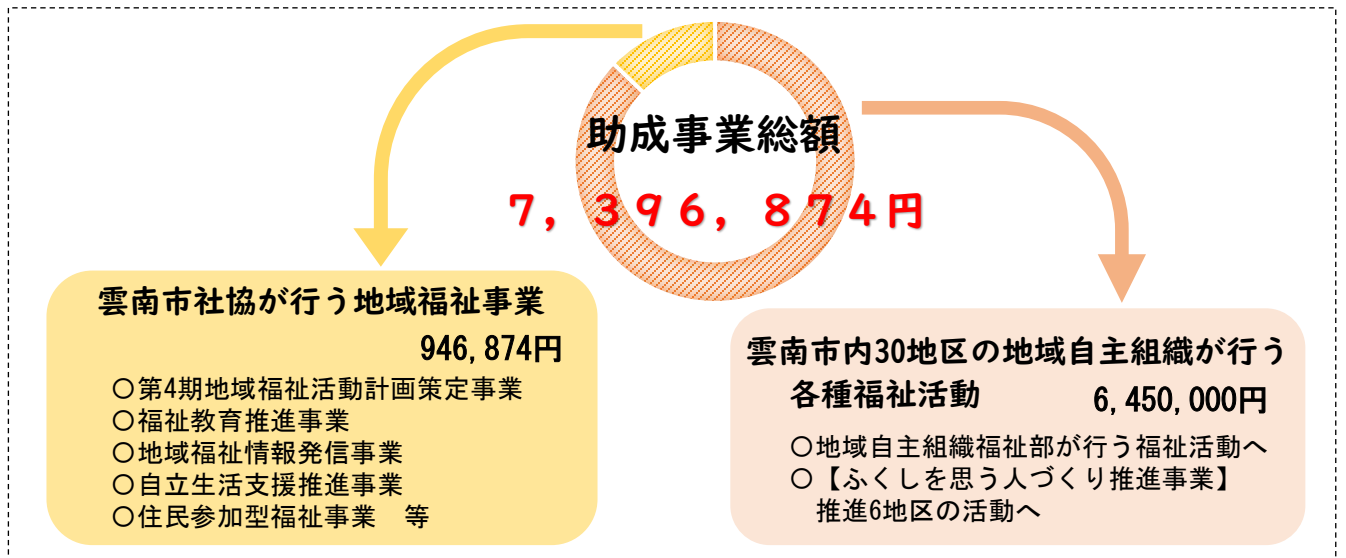 助成事業総額
７，３９６，８７４円
雲南市社協が行う地域福祉事業
946,874円
〇第4期地域福祉活動計画策定事業
〇福祉教育推進事業
〇地域福祉情報発信事業
〇自立生活支援推進事業
〇住民参加型福祉事業　等
雲南市内30地区の地域自主組織が行う
各種福祉活動　6,450,000円
〇地域自主組織福祉部が行う福祉活動へ
〇【ふくしを思う人づくり推進事業】
推進6地区の活動へ